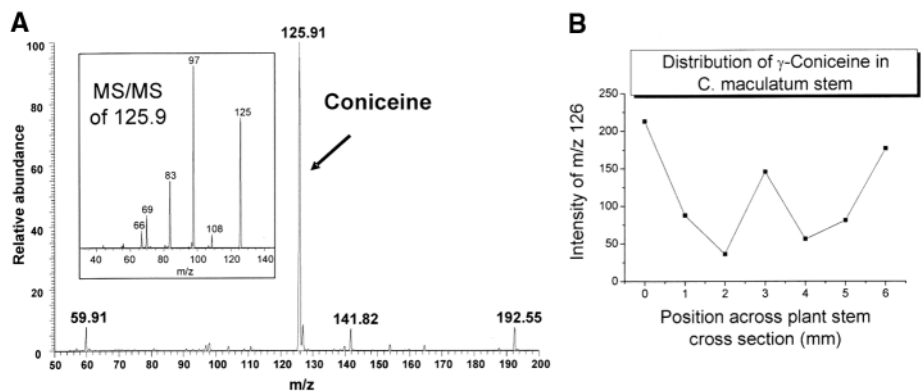 A
125.91
100
97
MS/MS
of 125.9
125
83
69
66
108
40 60 80 100 120 140
m/z
Coniceine
80
60
40
20
0
Relative abundance
59.91
141.82
192.55
50 60 70 80 90 100 110 120 130 140 150 160 170 180 190 200
m/z
B
Distribution of γ-Coniceine in
C. maculatum stem
250
200
150
100
50
0
Intensity of m/z 126
0 1 2 3 4 5 6
Position across plant stem
cross section (mm)